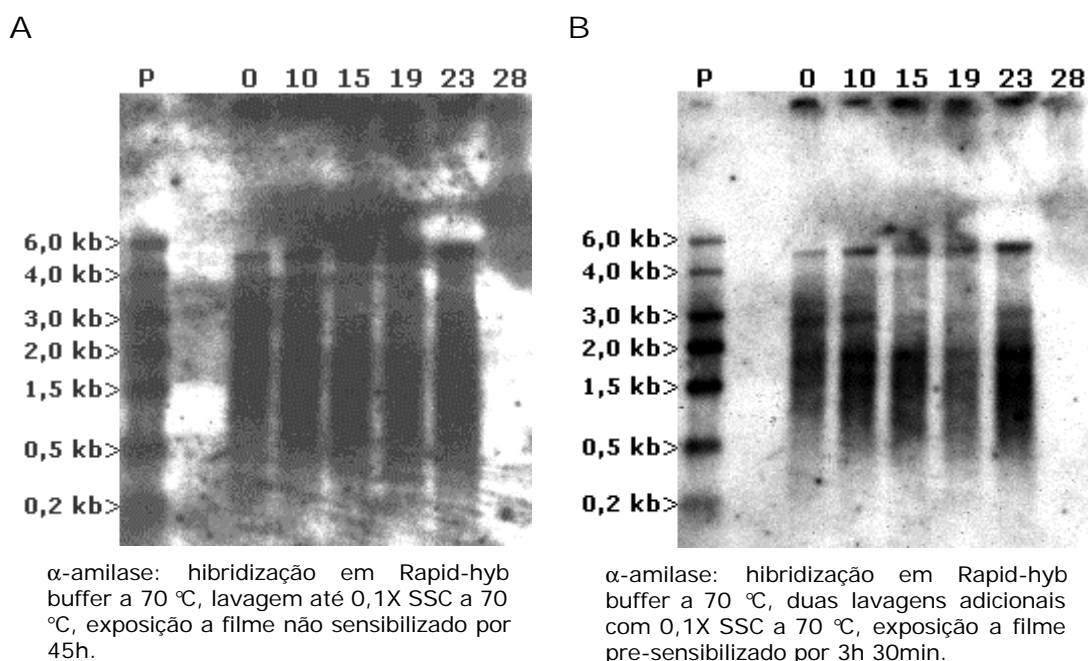 A
P 0 10 15 19 23 28
6,0 kb>
4,0 kb>
3,0 kb>
2,0 kb>
1,5 kb>
0,5 kb>
0,2 kb>
α-amilase: hibridização em Rapid-hyb
buffer a 70 ºC, lavagem até 0,1X SSC a 70
ºC, exposição a filme não sensibilizado por
45h.
B
P 0 10 15 19 23 28
6,0 kb>
4,0 kb>
3,0 kb>
2,0 kb>
1,5 kb>
0,5 kb>
0,2 kb>
α-amilase: hibridização em Rapid-hyb
buffer a 70 ºC, duas lavagens adicionais
com 0,1X SSC a 70 ºC, exposição a filme
pre-sensibilizado por 3h 30min.